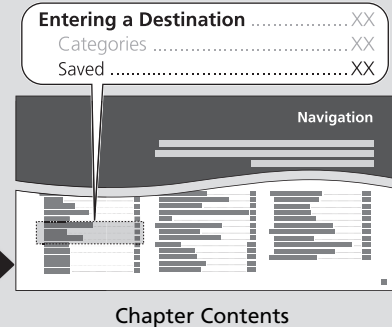 Entering a Destination ................ XX
Categories ................................ XX
Saved ........................................ XX
Navigation
Chapter Contents